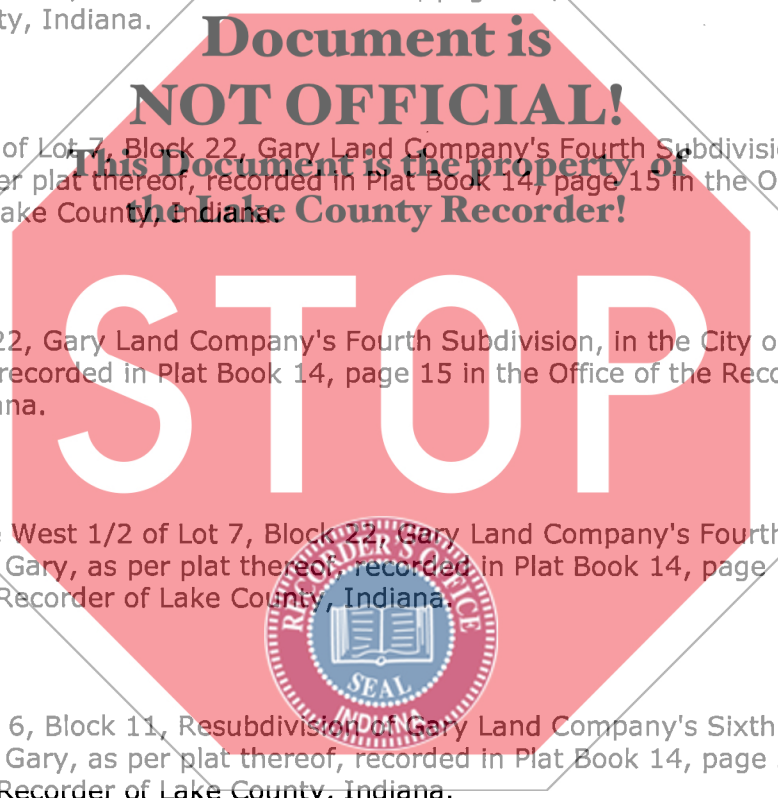 ty, Indiana.
Document is
NOT OFFICIAL!
of Lot 7, Block 22, Gary Land Company's Fourth Subdivisi
This Document is the property of
er plat thereof, recorded in Plat Book 14, page 15 in the O
ake County, Indiana.
the Lake County Recorder!
STOP
22, Gary Land Company's Fourth Subdivision, in the City o
recorded in Plat Book 14, page 15 in the Office of the Reco
ana.
West 1/2 of Lot 7, Block 22, Gary Land Company's Fourth
Gary, as per plat thereof, recorded in Plat Book 14, page
Recorder of Lake County, Indiana.
RECORDER'S OFFICE
SEAL
INDIANA
6, Block 11, Resubdivision of Gary Land Company's Sixth
Gary, as per plat thereof, recorded in Plat Book 14, page
Recorder of Lake County, Indiana.